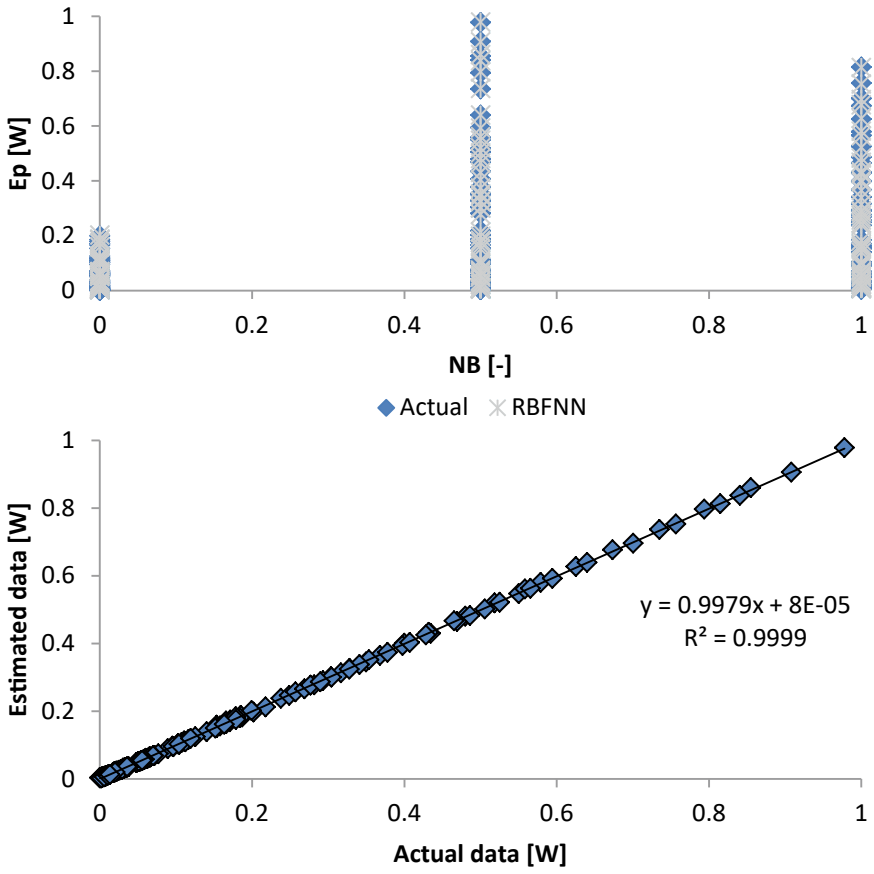 1
0.8
0.6
0.4
0.2
0
Ep [W]
0 0.2 0.4 0.6 0.8 1
NB [-]
Actual RBFNN
1
0.8
0.6
0.4
0.2
0
Estimated data [W]
y = 0.9979x + 8E-05
R² = 0.9999
0 0.2 0.4 0.6 0.8 1
Actual data [W]